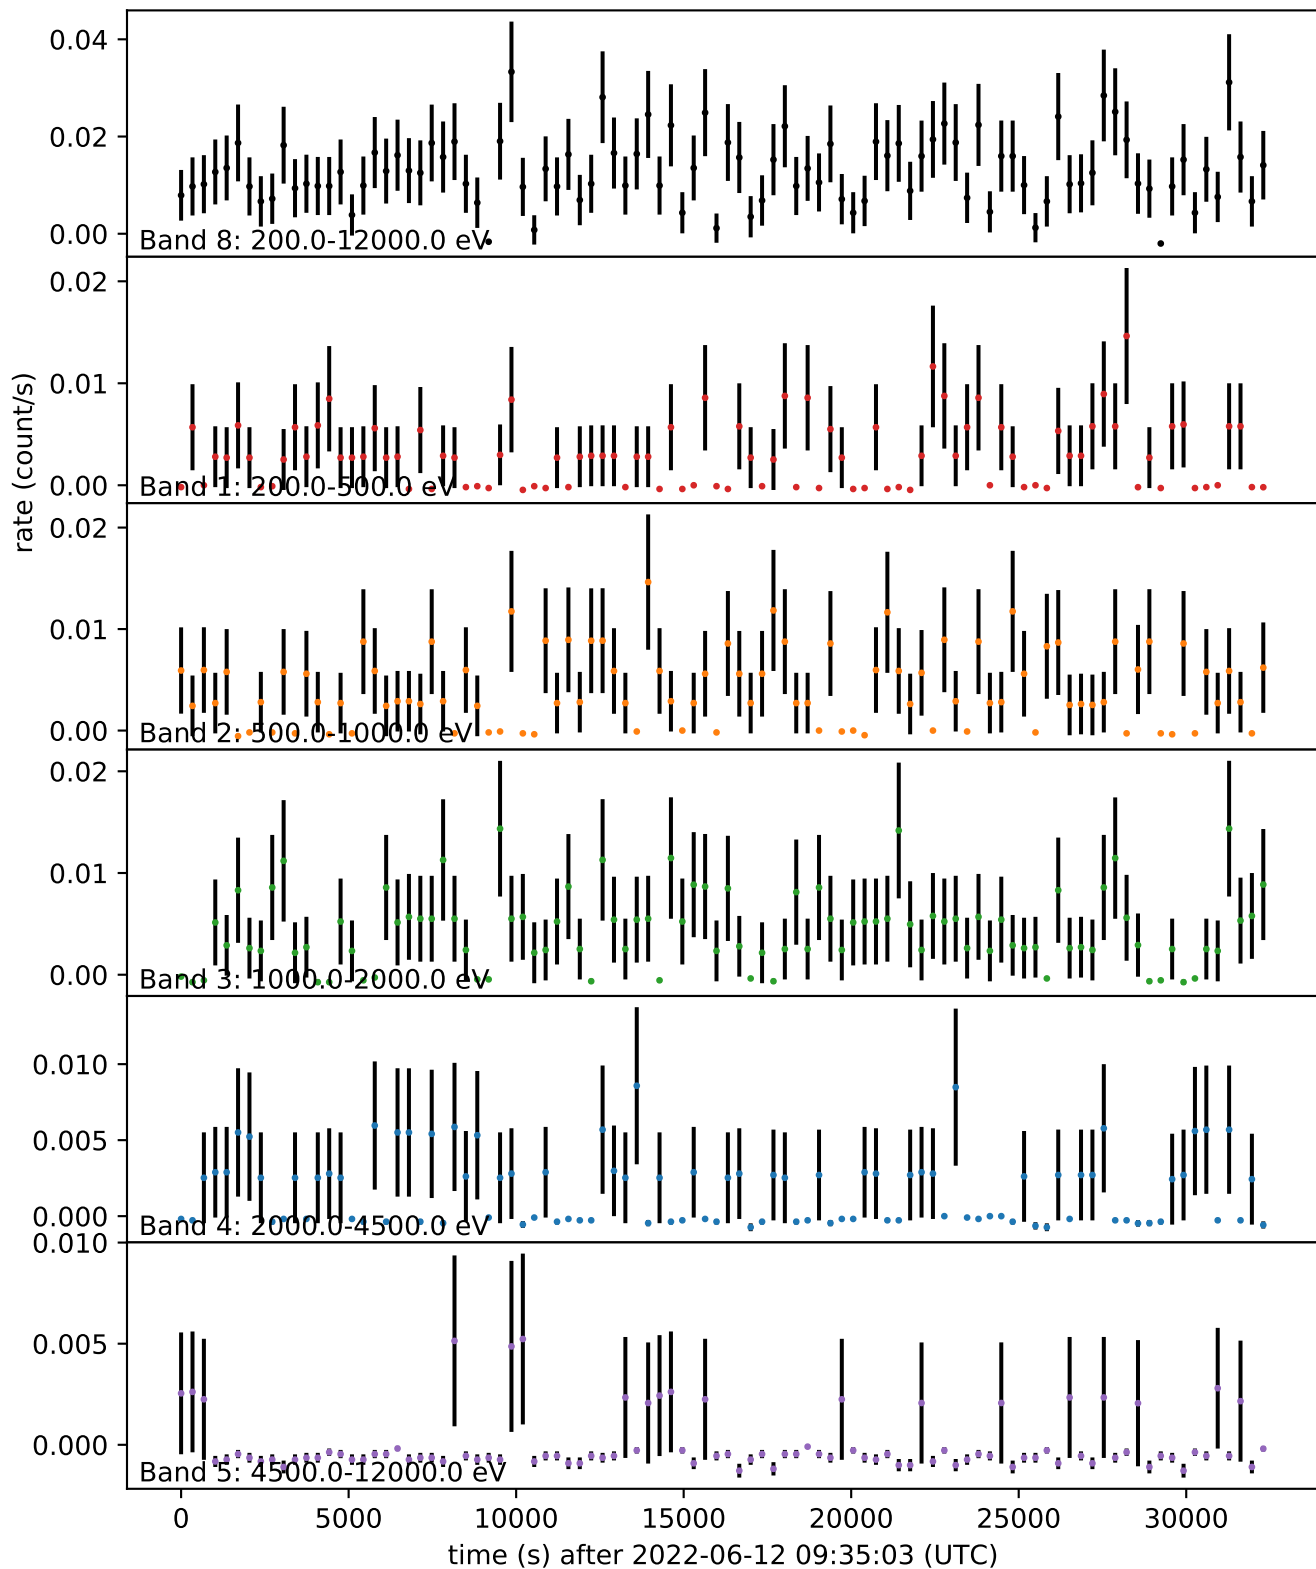 0.04
0.02
0.00
Band 8: 200.0-12000.0 eV
0.02
0.01
0.00
Band 1: 200.0-500.0 eV
rate (count/s)
0.02
0.01
0.00
Band 2: 500.0-1000.0 eV
0.02
0.01
0.00
Band 3: 1000.0-2000.0 eV
0.010
0.005
0.000
Band 4: 2000.0-4500.0 eV
0.010
0.005
0.000
Band 5: 4500.0-12000.0 eV
0 5000 10000 15000 20000 25000 30000
time (s) after 2022-06-12 09:35:03 (UTC)